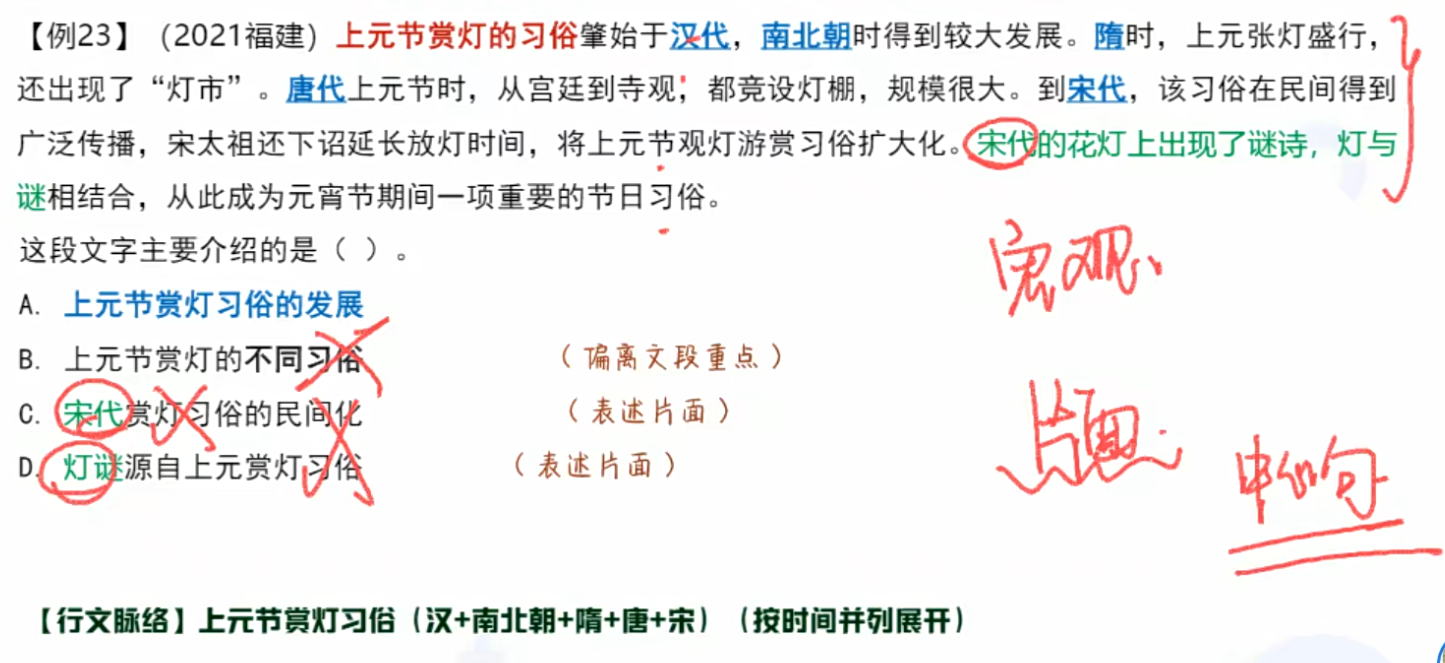 【例23】（2021福建）上元节赏灯的习俗肇始于汉代，南北朝时得到较大发展。隋时，上元张灯盛行，
还出现了“灯市”。唐代上元节时，从宫廷到寺观；都竞设灯棚，规模很大。到宋代，该习俗在民间得到
广泛传播，宋太祖还下诏延长放灯时间，将上元节观灯游赏习俗扩大化。宋代的花灯上出现了谜诗，灯与
谜相结合，从此成为元宵节期间一项重要的节日习俗。
这段文字主要介绍的是（ ）。
宏观
A. 上元节赏灯习俗的发展
B. 上元节赏灯的不同习俗 （偏离文段重点）
C. 宋代赏灯习俗的民间化 （表述片面）
片面
D. 灯谜源自上元赏灯习俗 （表述片面）
中心句
【行文脉络】上元节赏灯习俗（汉+南北朝+隋+唐+宋）（按时间并列展开）